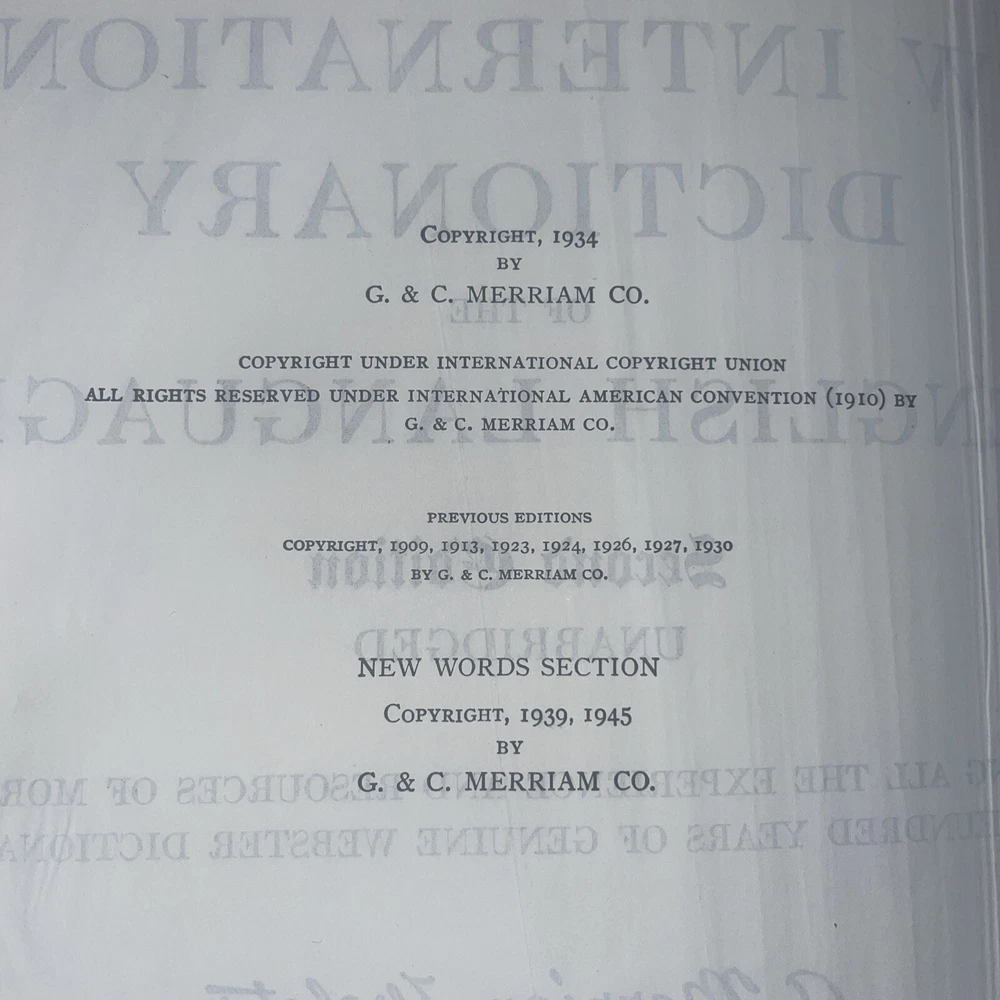 COPYRIGHT, 1934
BY
G. & C. MERRIAM CO.
COPYRIGHT UNDER INTERNATIONAL COPYRIGHT UNION
ALL RIGHTS RESERVED UNDER INTERNATIONAL AMERICAN CONVENTION (1910) BY
G. & C. MERRIAM CO.
PREVIOUS EDITIONS
COPYRIGHT, 1909, 1913, 1923, 1924, 1926, 1927, 1930
BY G. & C. MERRIAM CO.
NEW WORDS SECTION
COPYRIGHT, 1939, 1945
BY
G. & C. MERRIAM CO.